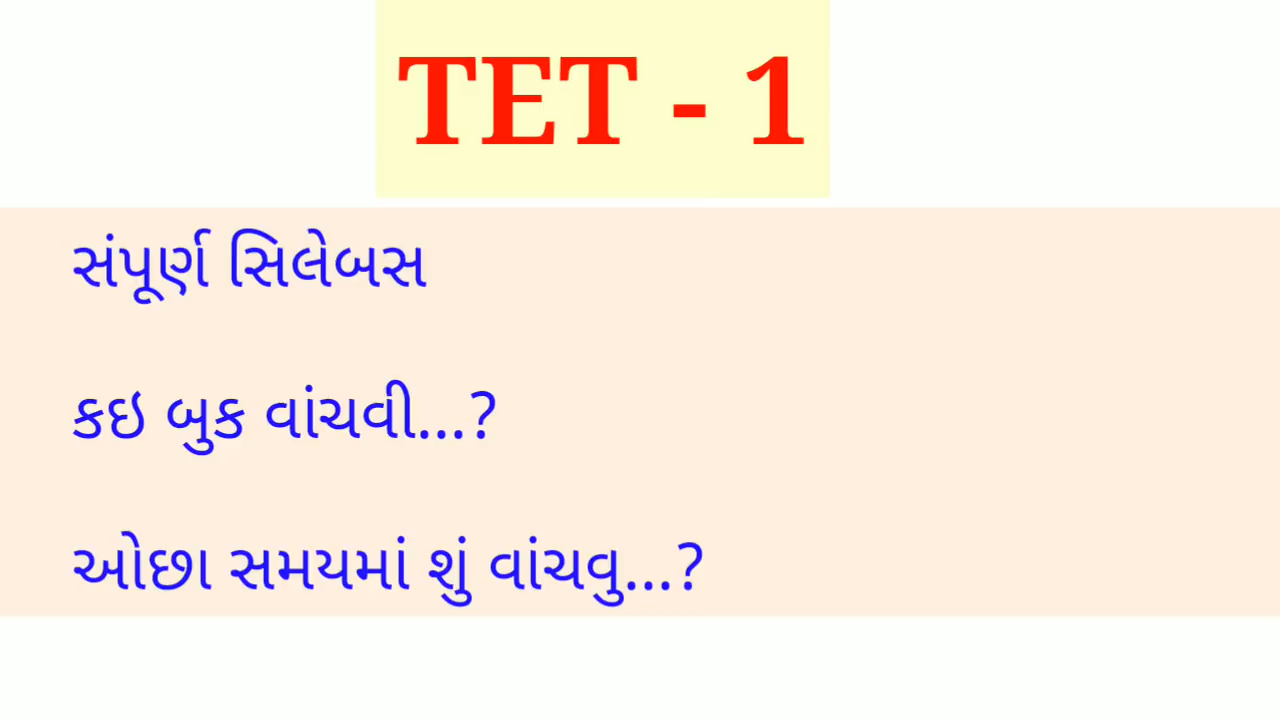 TET - 1
સંપૂર્ણ સિલેબસ
કઇ બુક વાંચવી...?
ઓછા સમયમાં શું વાંચવુ...?